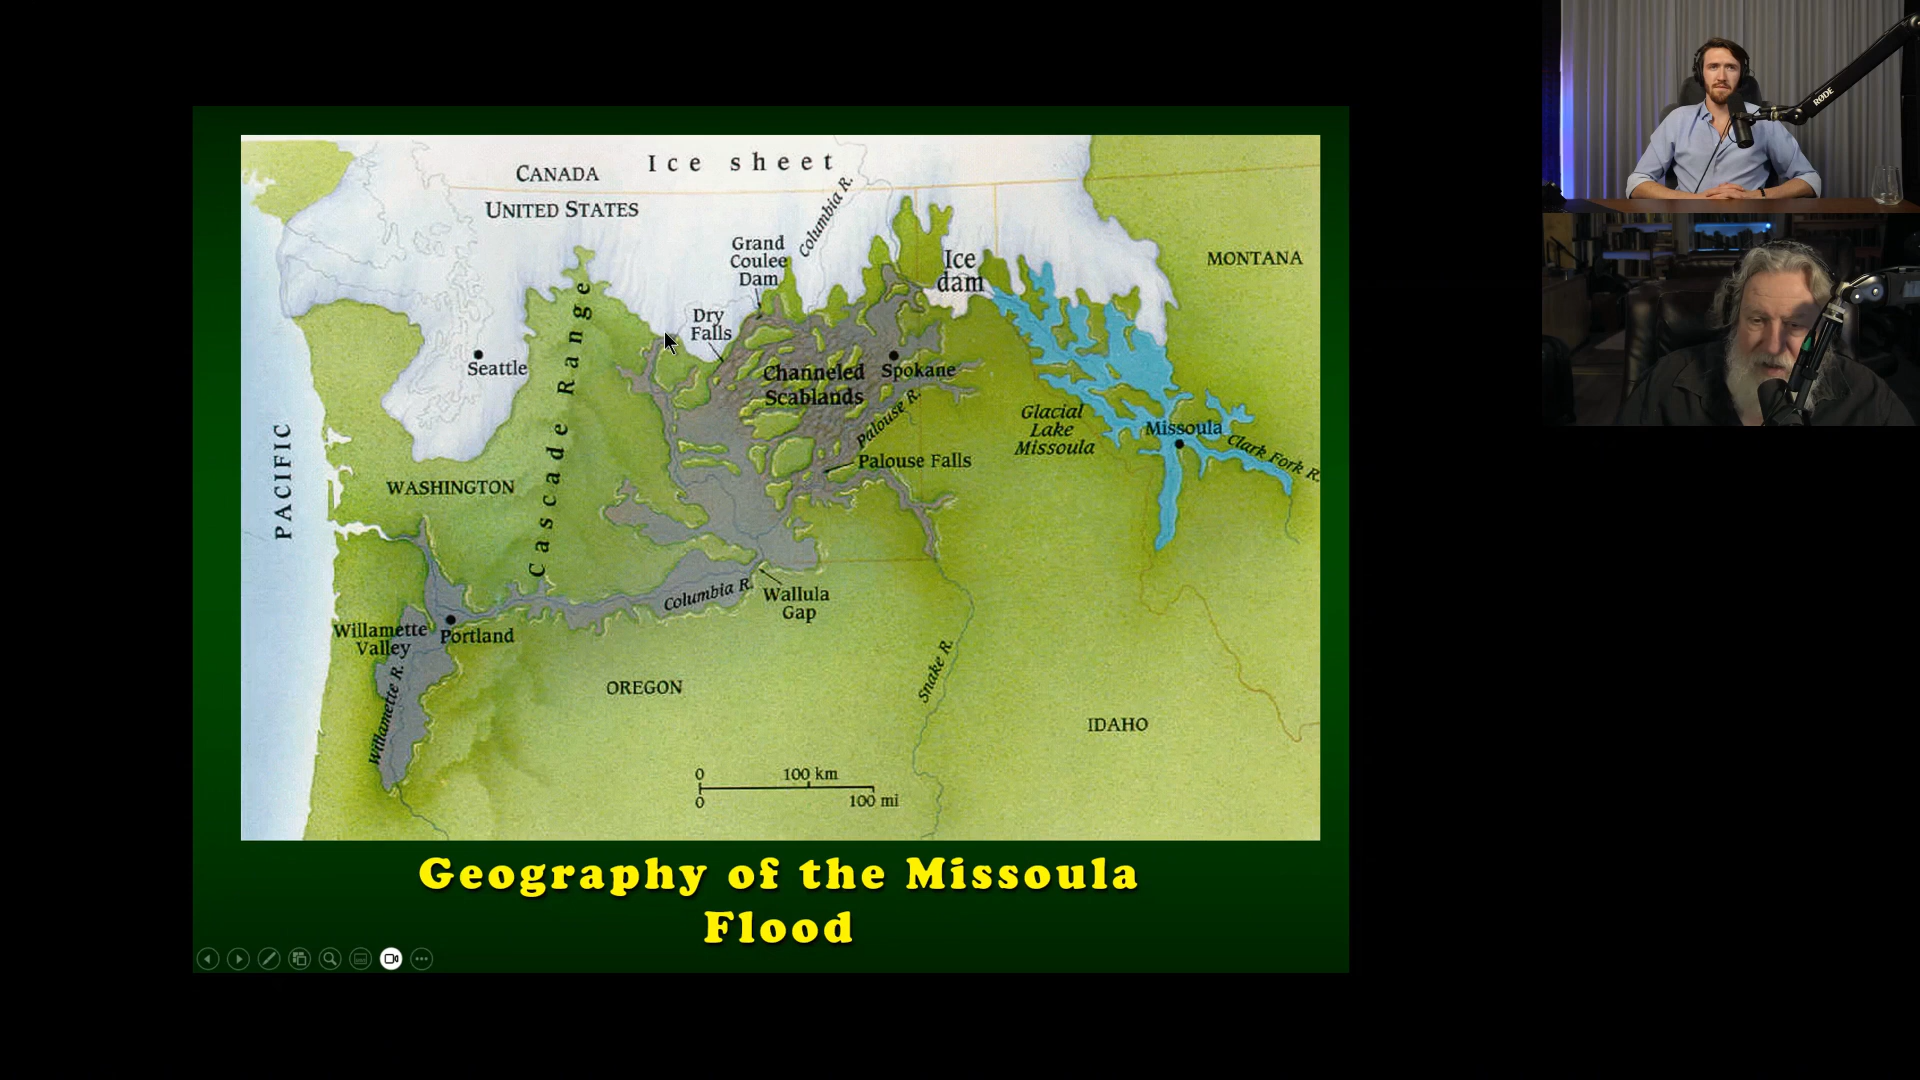 Ice sheet
CANADA
UNITED STATES
Columbia R.
Grand
Coulee
Dam
Ice
dam
MONTANA
Dry
Falls
Seattle
Cascade Range
Channeled
Scablands
Spokane
Palouse R.
Glacial
Lake
Missoula
Missoula
Clark Fork R.
PACIFIC
Palouse Falls
WASHINGTON
Columbia R.
Wallula
Gap
Willamette
Valley
Portland
Willamette R.
Snake R.
OREGON
IDAHO
0 100 km
0 100 mi
Geography of the Missoula
Flood
RØDE